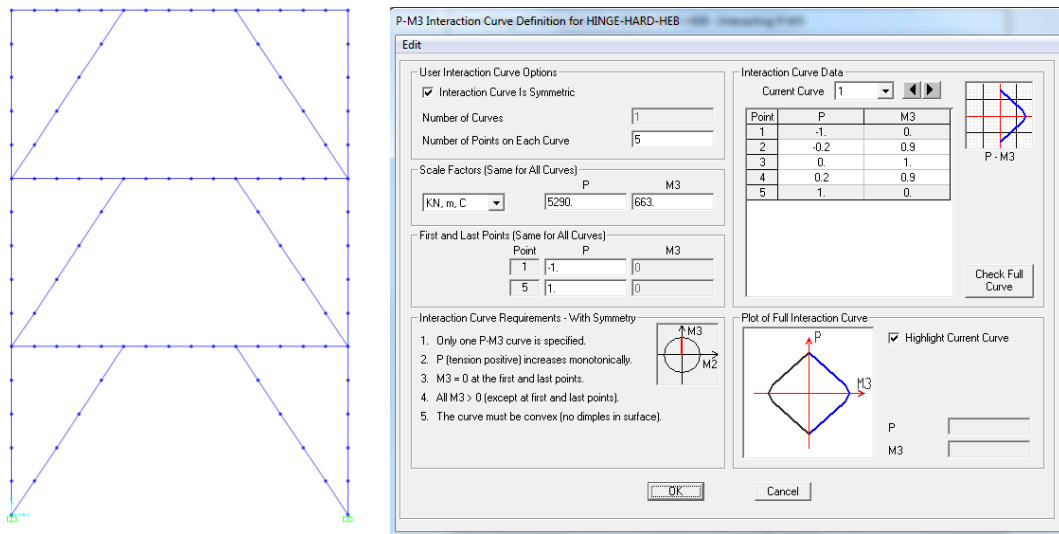 P-M3 Interaction Curve Definition for HINGE-HARD-HEB
Edit
User Interaction Curve Options
Interaction Curve Is Symmetric
Number of Curves 1
Number of Points on Each Curve 5
Scale Factors (Same for All Curves)
P M3
KN, m, C 5290. 663.
First and Last Points (Same for All Curves)
Point P M3
1 -1. 0
5 1. 0
Interaction Curve Requirements - With Symmetry
1. Only one P-M3 curve is specified.
2. P (tension positive) increases monotonically.
3. M3 = 0 at the first and last points.
4. All M3 > 0 (except at first and last points).
5. The curve must be convex (no dimples in surface).
M3
M2
Interaction Curve Data
Current Curve 1
Point P M3
1 -1. 0.
2 -0.2 0.9
3 0. 1.
4 0.2 0.9
5 1. 0.
P - M3
Check Full
Curve
Plot of Full Interaction Curve
P
M3
Highlight Current Curve
P
M3
OK Cancel